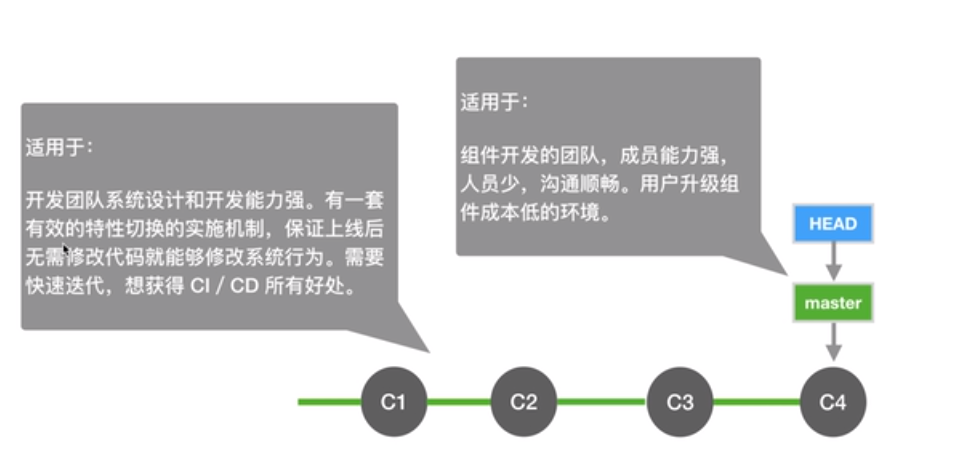 适用于：
开发团队系统设计和开发能力强。有一套
有效的特性切换的实施机制，保证上线后
无需修改代码就能够修改系统行为。需要
快速迭代，想获得 CI / CD 所有好处。
适用于：
组件开发的团队，成员能力强，
人员少，沟通顺畅。用户升级组
件成本低的环境。
HEAD
master
C1
C2
C3
C4